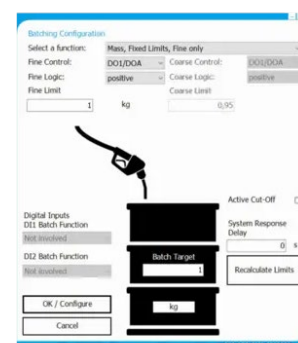 Batching Configuration
Select a function: Mass, Fixed Limits, Fine only
Fine Control: DO1/DOA Coarse Control: DO1/DOA
Fine Logic: positive Coarse Logic: positive
Fine Limit Coarse Limit
1 kg 0,95
Active Cut-Off
Digital Inputs
DI1 Batch Function
Not involved
System Response
Delay
0 s
DI2 Batch Function
Not involved
Batch Target
1
Recalculate Limits
OK / Configure
kg
Cancel